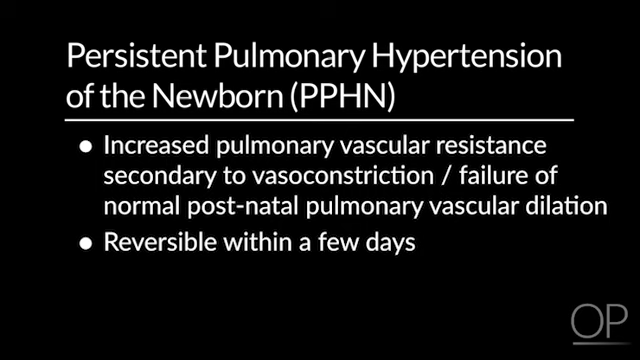 Persistent Pulmonary Hypertension
of the Newborn (PPHN)
● Increased pulmonary vascular resistance
secondary to vasoconstriction / failure of
normal post-natal pulmonary vascular dilation
● Reversible within a few days
OP